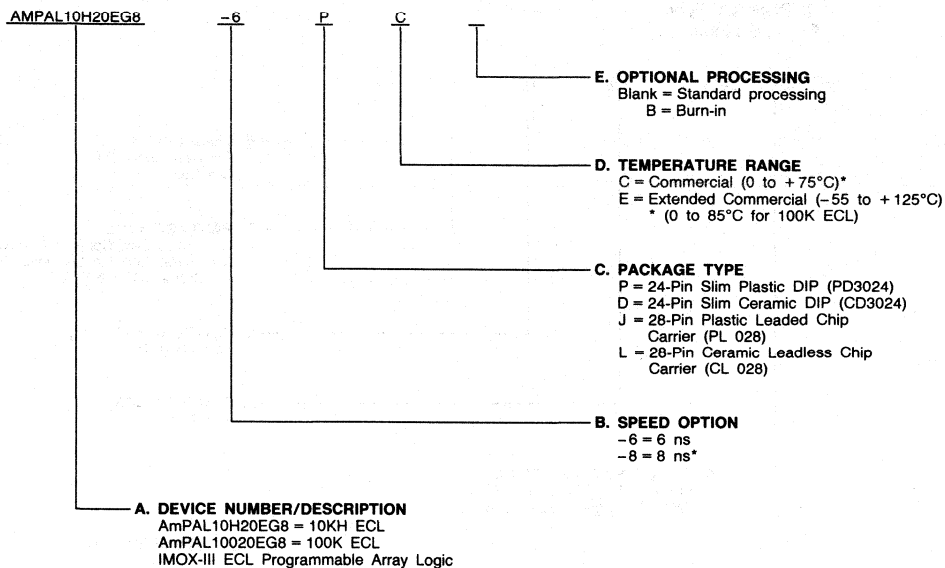 AMPAL10H20EG8 -6 P C _
E. OPTIONAL PROCESSING
Blank = Standard processing
B = Burn-in
D. TEMPERATURE RANGE
C = Commercial (0 to +75°C)*
E = Extended Commercial (-55 to +125°C)
* (0 to 85°C for 100K ECL)
C. PACKAGE TYPE
P = 24-Pin Slim Plastic DIP (PD3024)
D = 24-Pin Slim Ceramic DIP (CD3024)
J = 28-Pin Plastic Leaded Chip
Carrier (PL 028)
L = 28-Pin Ceramic Leadless Chip
Carrier (CL 028)
B. SPEED OPTION
-6 = 6 ns
-8 = 8 ns*
A. DEVICE NUMBER/DESCRIPTION
AmPAL10H20EG8 = 10KH ECL
AmPAL10020EG8 = 100K ECL
IMOX-III ECL Programmable Array Logic